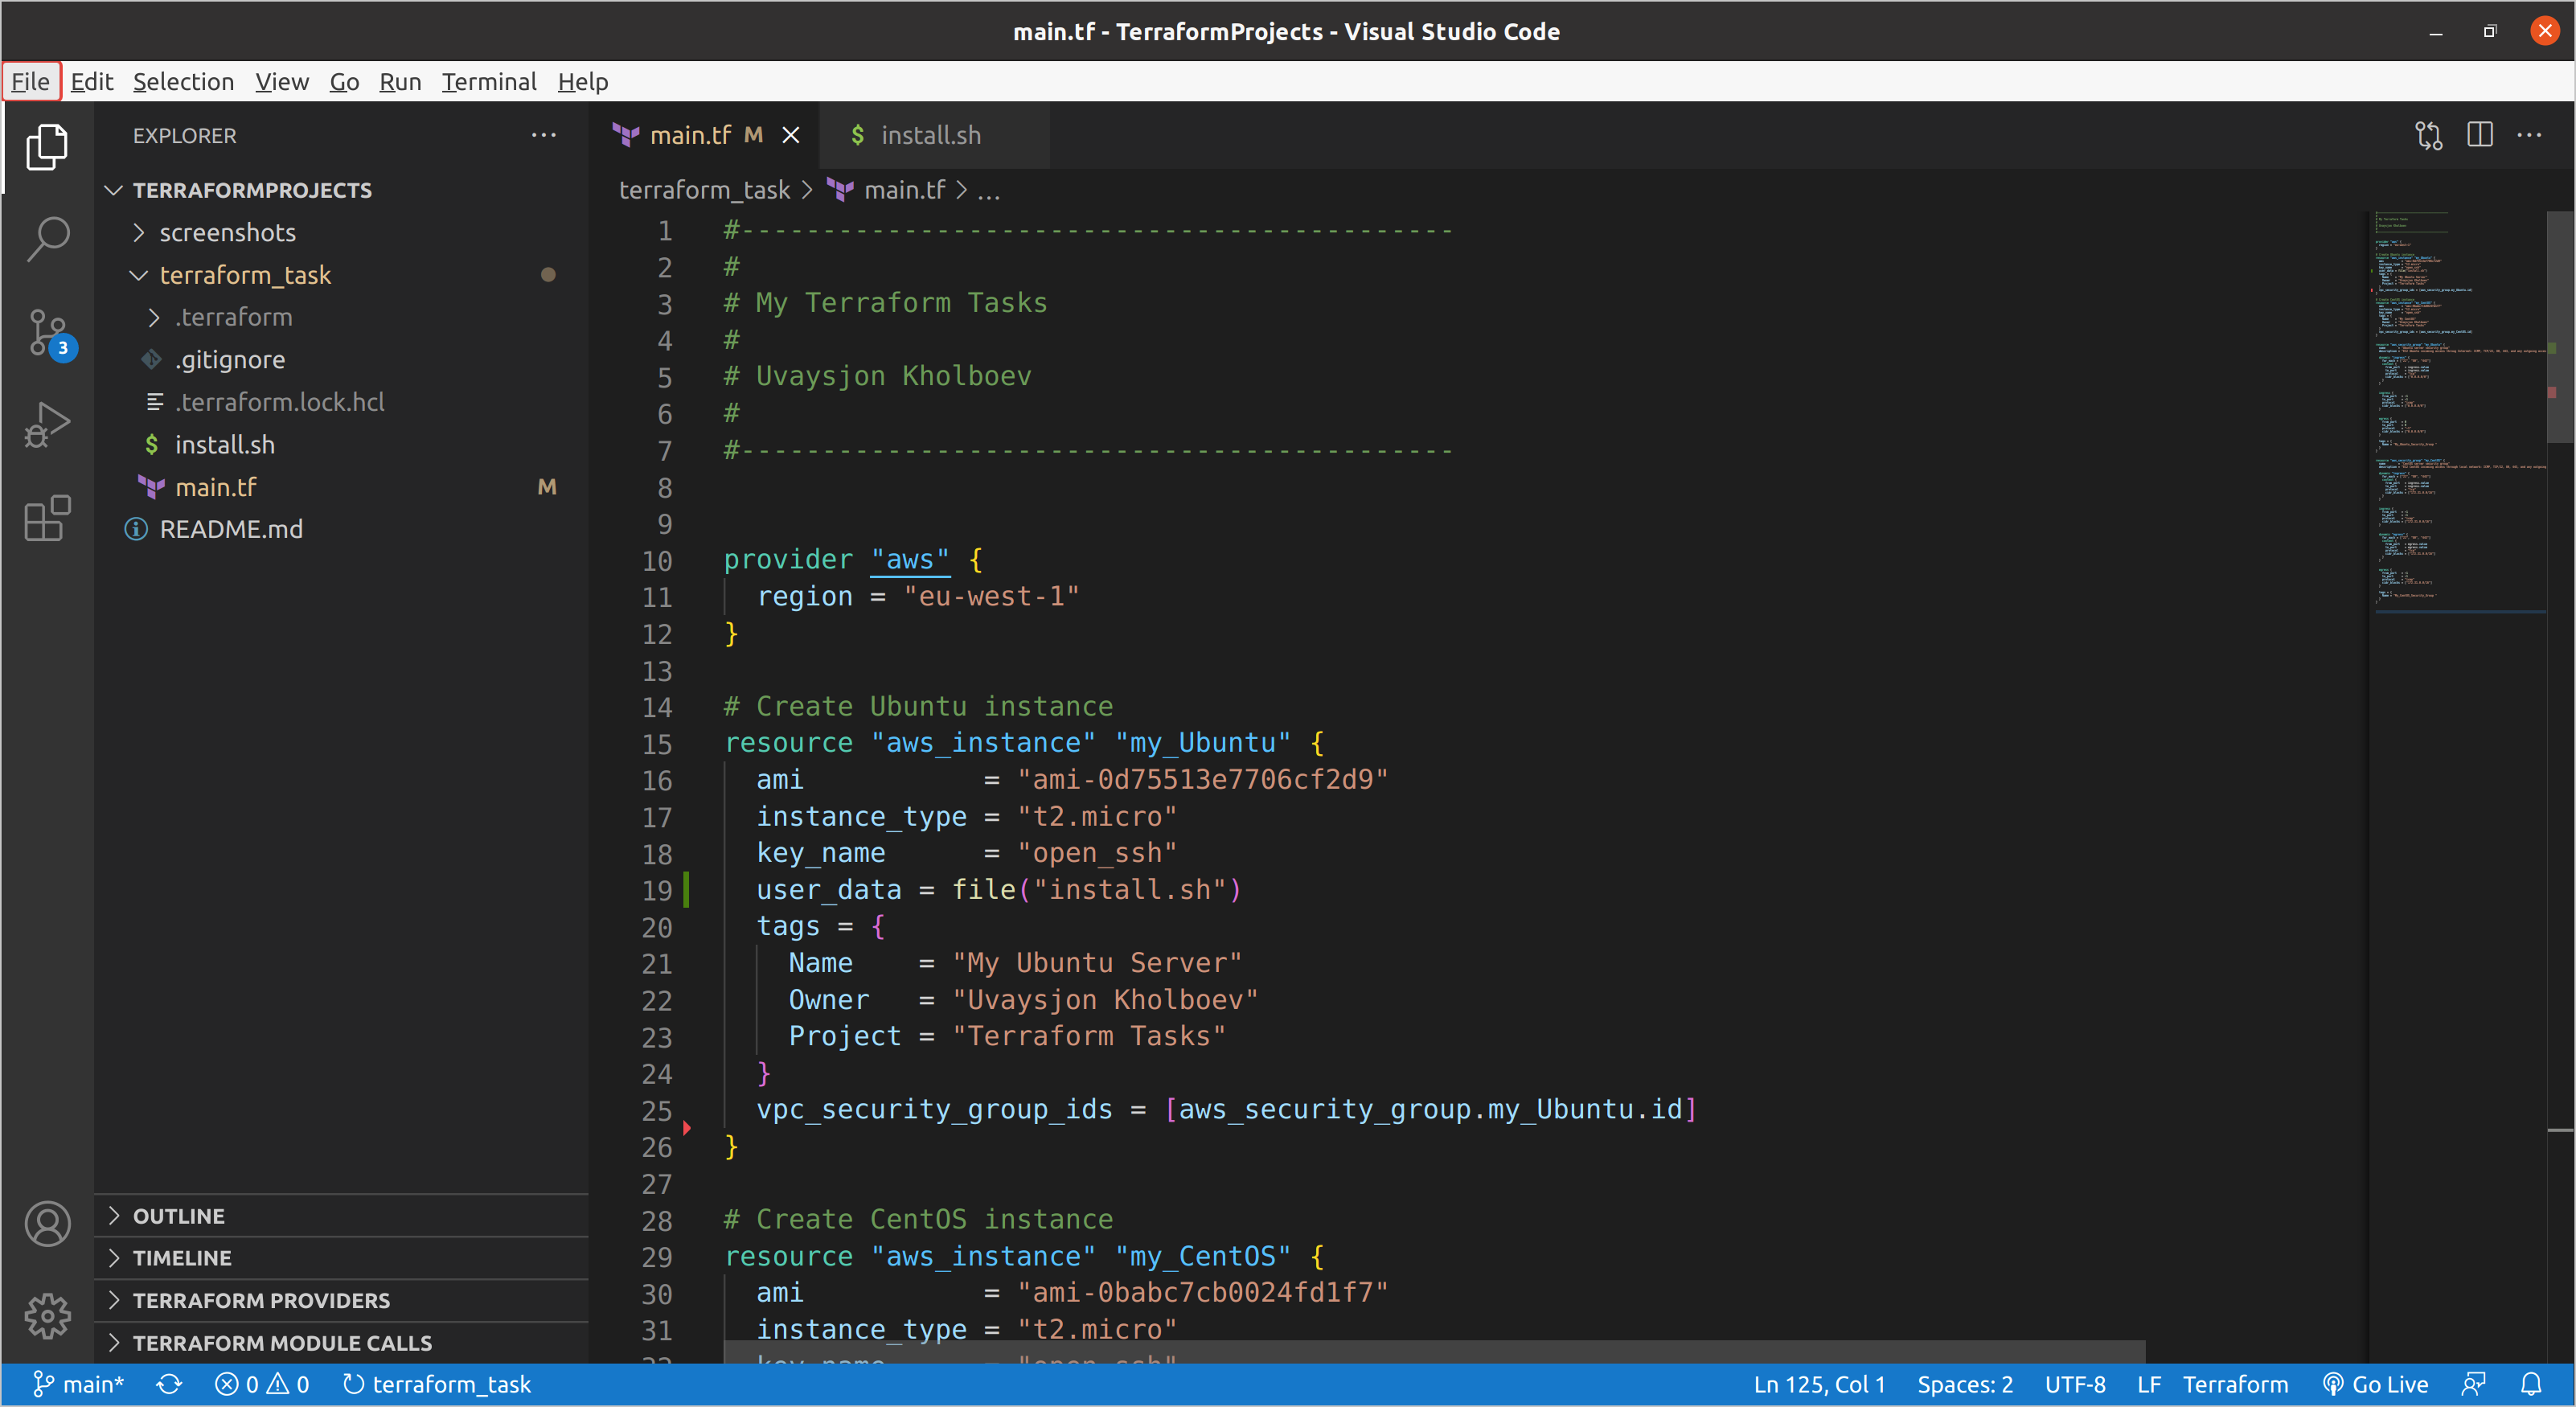 main.tf - TerraformProjects - Visual Studio Code
File Edit Selection View Go Run Terminal Help
EXPLORER
TERRAFORMPROJECTS
screenshots
terraform_task
.terraform
.gitignore
.terraform.lock.hcl
$ install.sh
main.tf M
README.md
OUTLINE
TIMELINE
TERRAFORM PROVIDERS
TERRAFORM MODULE CALLS
3
main.tf M $ install.sh
terraform_task > main.tf > ...
1 #--------------------------------------------
2 #
3 # My Terraform Tasks
4 #
5 # Uvaysjon Kholboev
6 #
7 #--------------------------------------------
8
9
10 provider "aws" {
11 region = "eu-west-1"
12 }
13
14 # Create Ubuntu instance
15 resource "aws_instance" "my_Ubuntu" {
16 ami = "ami-0d75513e7706cf2d9"
17 instance_type = "t2.micro"
18 key_name = "open_ssh"
19 user_data = file("install.sh")
20 tags = {
21 Name = "My Ubuntu Server"
22 Owner = "Uvaysjon Kholboev"
23 Project = "Terraform Tasks"
24 }
25 vpc_security_group_ids = [aws_security_group.my_Ubuntu.id]
26 }
27
28 # Create CentOS instance
29 resource "aws_instance" "my_CentOS" {
30 ami = "ami-0babc7cb0024fd1f7"
31 instance_type = "t2.micro"
32 key_name = "open_ssh"
main* 0 0 terraform_task Ln 125, Col 1 Spaces: 2 UTF-8 LF Terraform Go Live